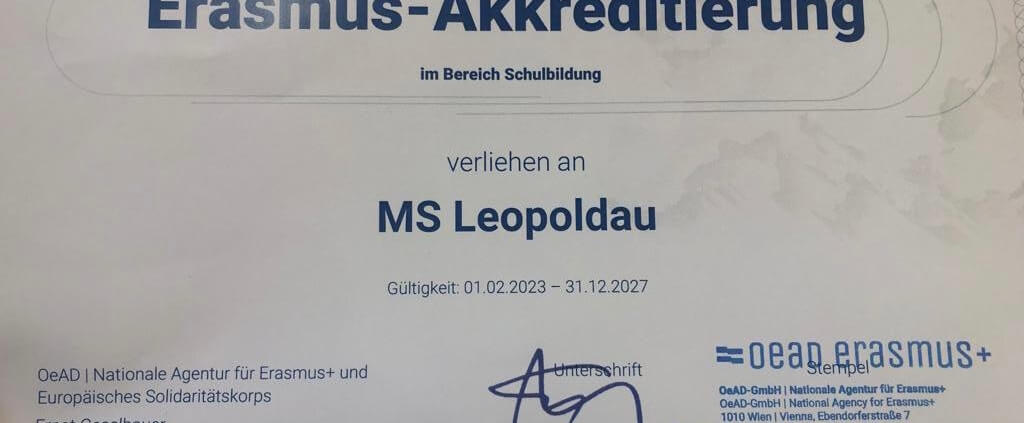 Erasmus-Akkreditierung
im Bereich Schulbildung
verliehen an
MS Leopoldau
Gültigkeit: 01.02.2023 – 31.12.2027
OeAD | Nationale Agentur für Erasmus+ und
Europäisches Solidaritätskorps
Unterschrift
oead erasmus+
Stempel
OeAD-GmbH | Nationale Agentur für Erasmus+
OeAD-GmbH | National Agency for Erasmus+
1010 Wien | Vienna, Ebendorferstraße 7